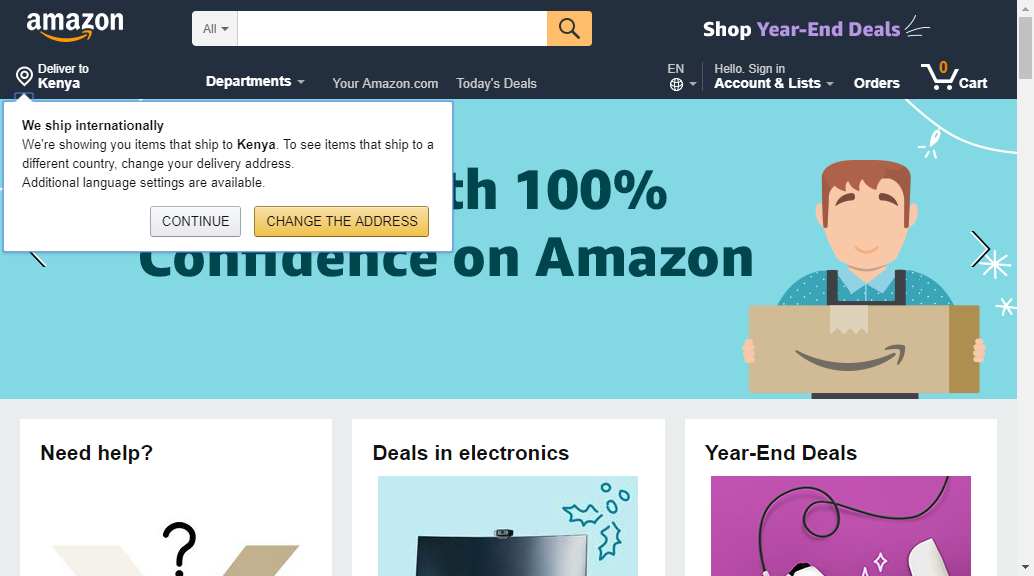 amazon
All
Shop Year-End Deals
Deliver to
Kenya
Departments
Your Amazon.com
Today's Deals
EN
Hello. Sign in
Account & Lists
Orders
0
Cart
We ship internationally
We're showing you items that ship to Kenya. To see items that ship to a
different country, change your delivery address.
Additional language settings are available.
CONTINUE
CHANGE THE ADDRESS
th 100%
Confidence on Amazon
Need help?
Deals in electronics
Year-End Deals
?